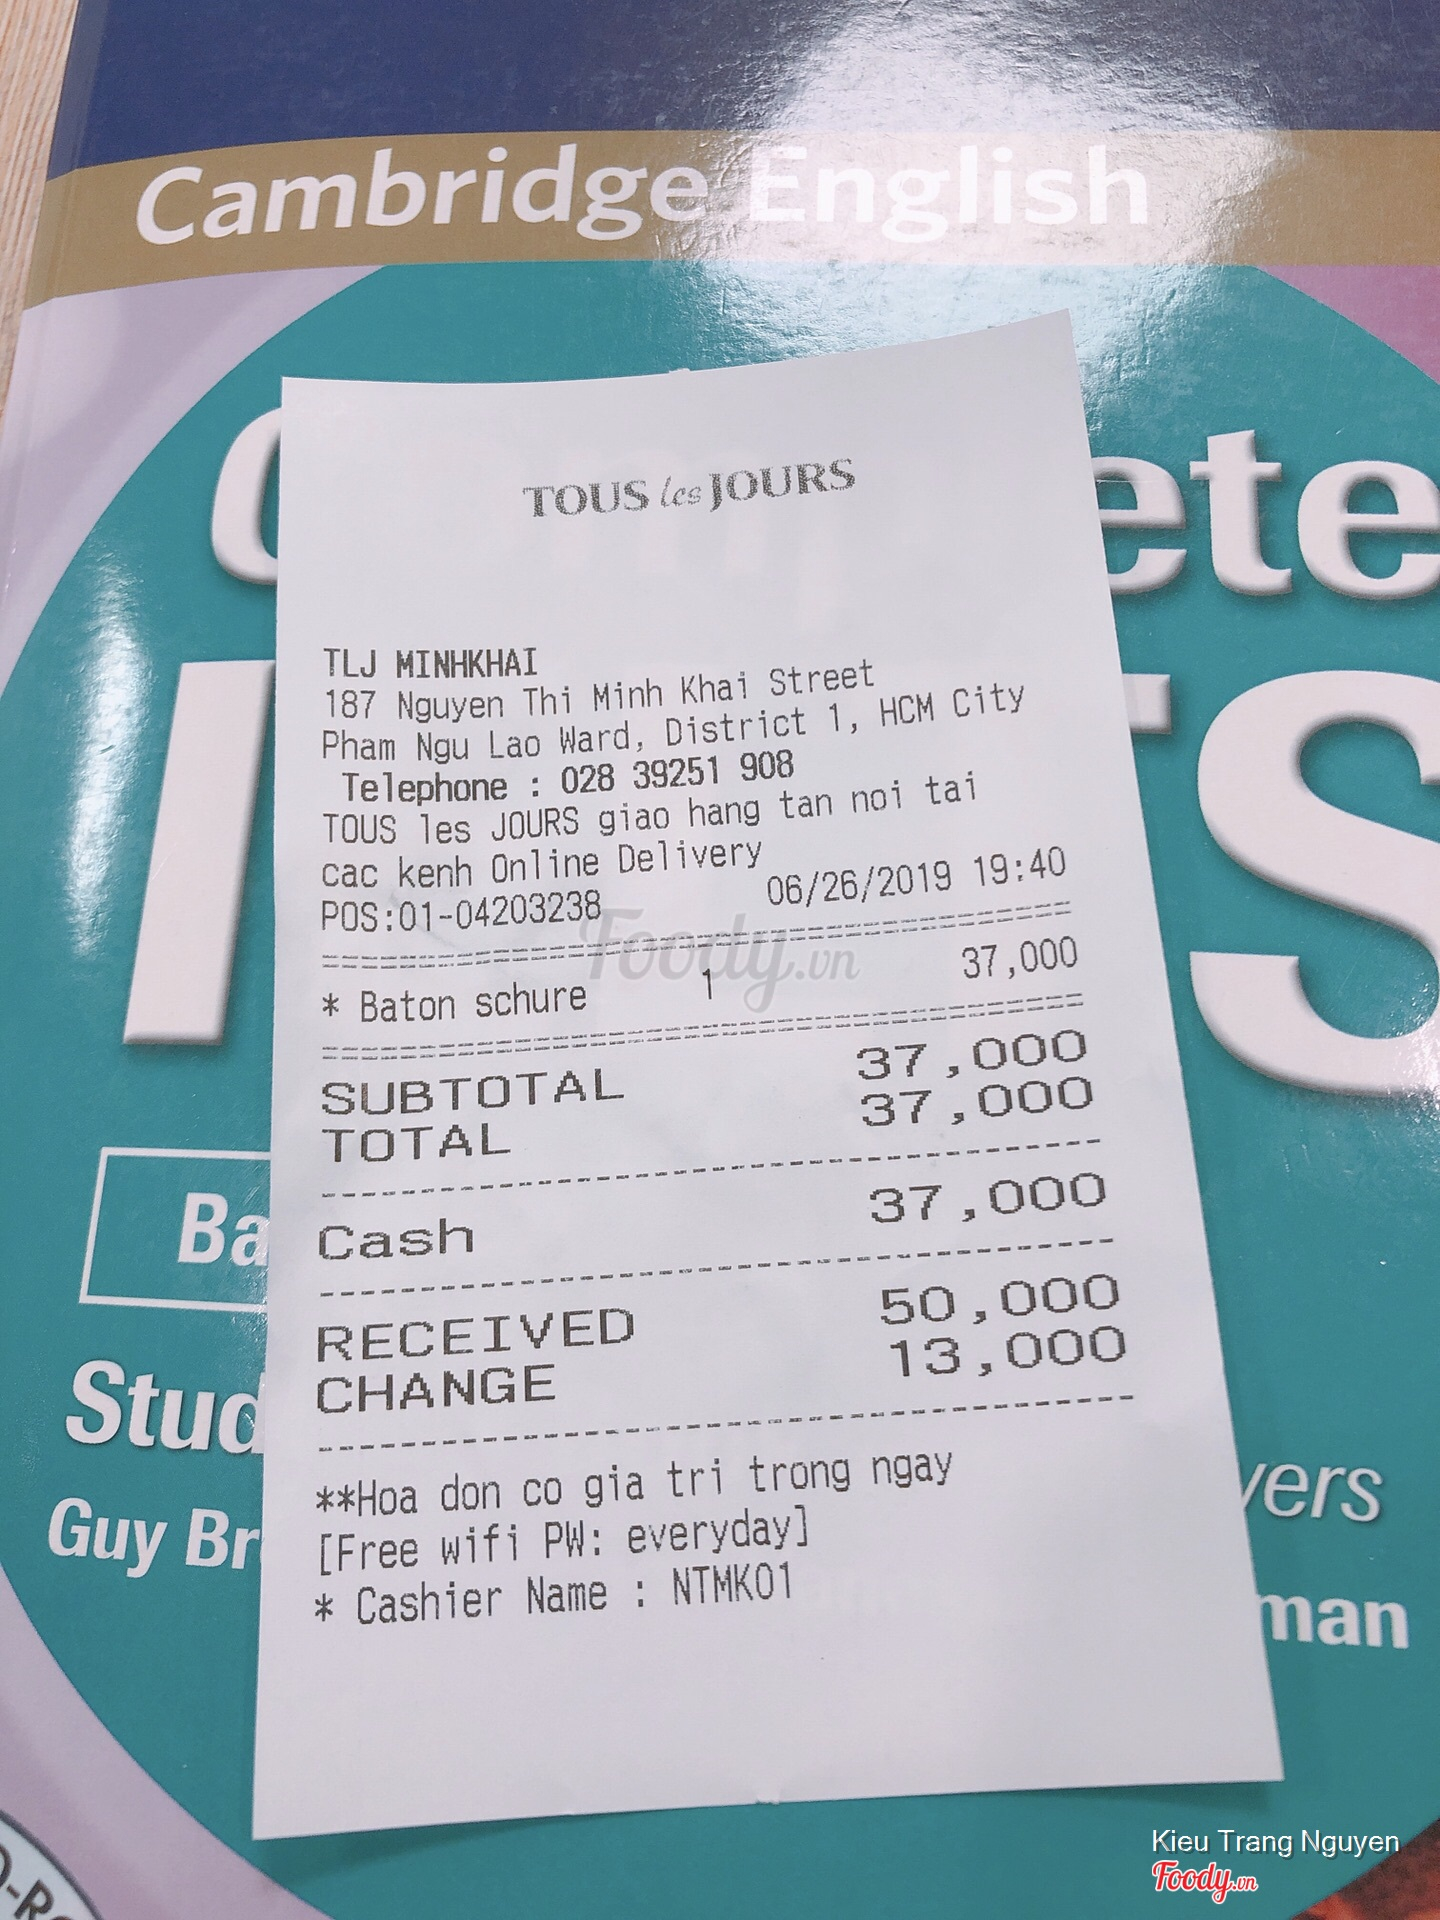 Cambridge English
ete
TLJ MINHKHAI
TOUS les JOURS
187 Nguyen Thi Minh Khai Street
Pham Ngu Lao Ward, District 1, HCM City
Telephone : 028 39251 908
TOUS les JOURS giao hang tan noi tai
cac kenh Online Delivery
POS:01-04203238 06/26/2019 19:40
Foody.vn
* Baton schure 1 37,000
SUBTOTAL 37,000
TOTAL 37,000
Cash 37,000
RECEIVED 50,000
CHANGE 13,000
**Hoa don co gia tri trong ngay
[Free wifi PW: everyday]
* Cashier Name : NTMK01
S
Ba
Stud
Guy Br
yers
man
Kieu Trang Nguyen
Foody.vn